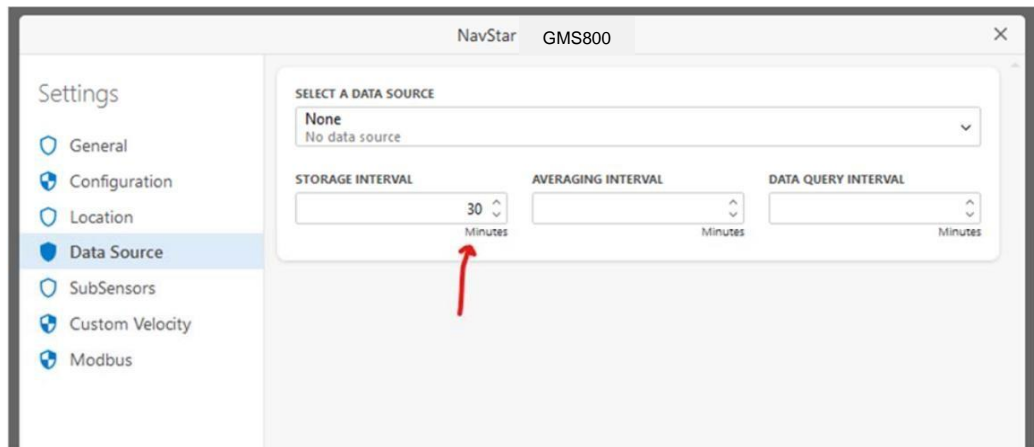 NavStar GMS800
Settings
General
Configuration
Location
Data Source
SubSensors
Custom Velocity
Modbus
SELECT A DATA SOURCE
None
No data source
STORAGE INTERVAL
30
Minutes
AVERAGING INTERVAL
Minutes
DATA QUERY INTERVAL
Minutes